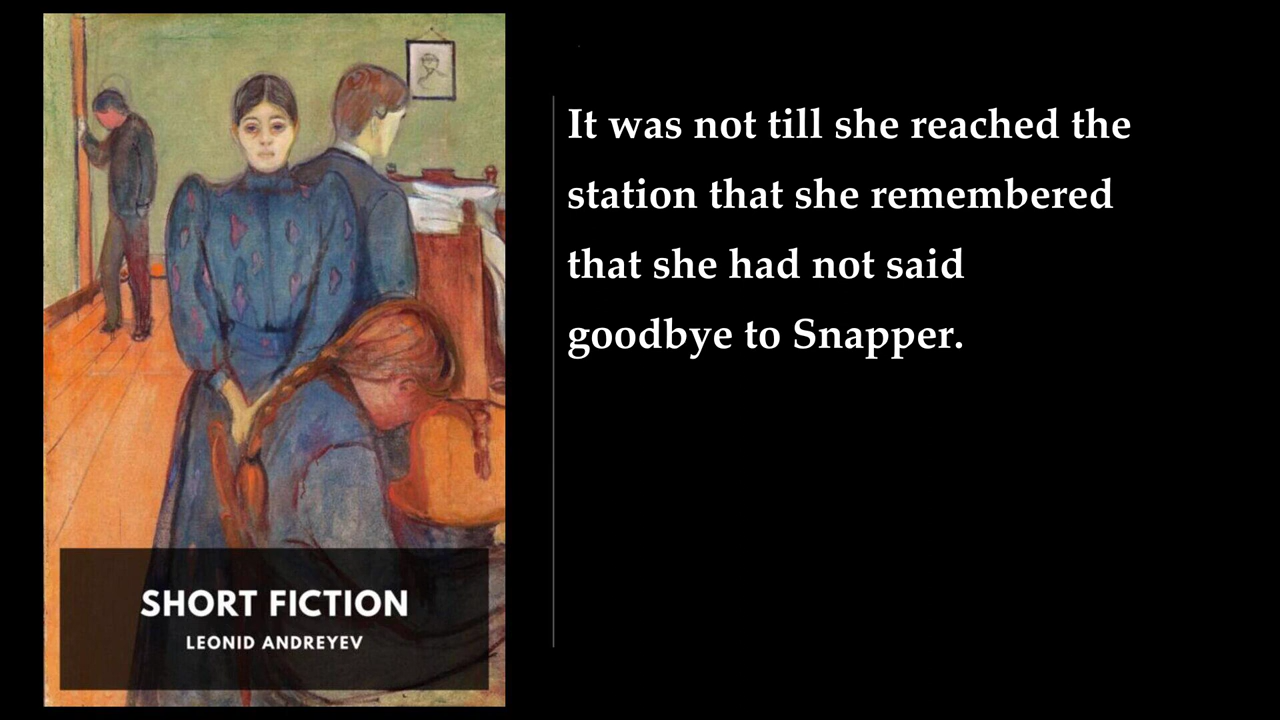 It was not till she reached the
station that she remembered
that she had not said
goodbye to Snapper.
SHORT FICTION
LEONID ANDREYEV